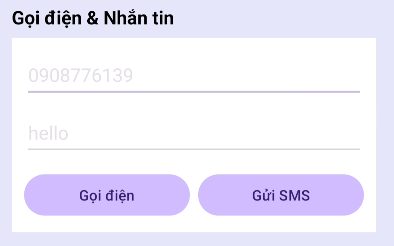 Gọi điện & Nhắn tin
0908776139
hello
Gọi điện
Gửi SMS